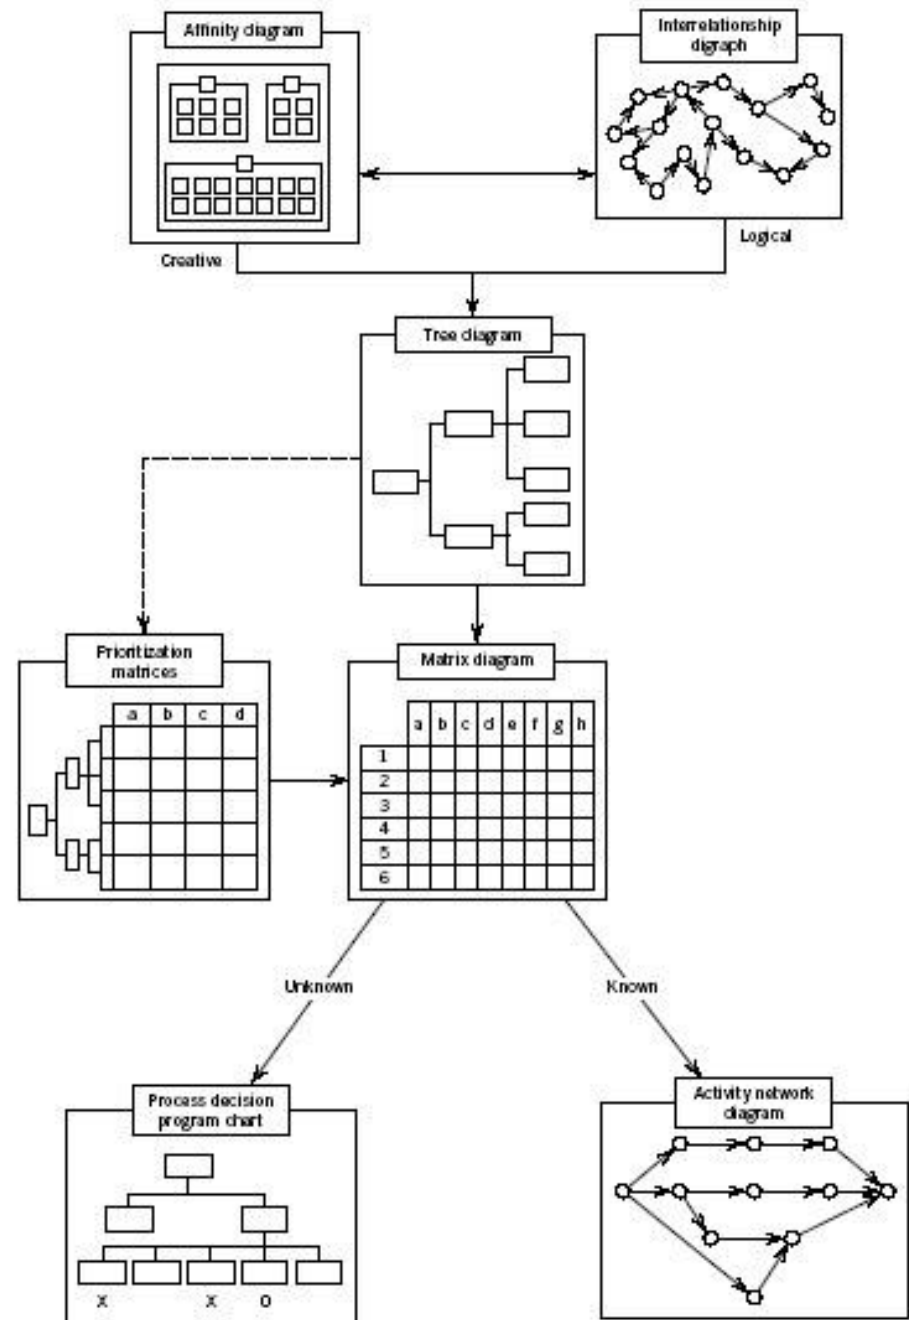 Affinity diagram
Interrelationship
digraph
Creative
Logical
Tree diagram
Prioritization
matrices
a b c d
Matrix diagram
a b c d e f g h
1
2
3
4
5
6
Unknown
Known
Process decision
program chart
X X O
Activity network
diagram